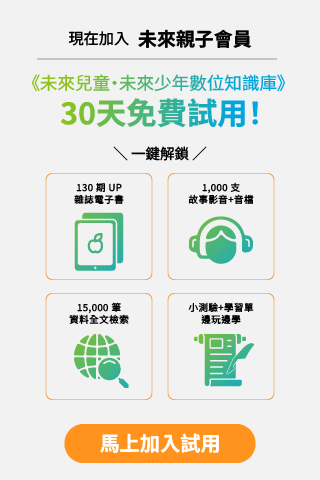 現在加入 未來親子會員
《未來兒童·未來少年數位知識庫》
30天免費試用！
＼一鍵解鎖／
130 期 UP
雜誌電子書
1,000 支
故事影音+音檔
15,000 筆
資料全文檢索
小測驗+學習單
邊玩邊學
馬上加入試用